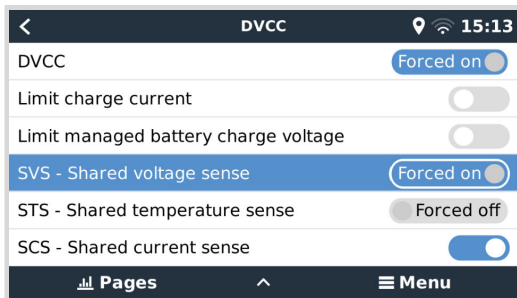 DVCC 15:13
DVCC Forced on
Limit charge current
Limit managed battery charge voltage
SVS - Shared voltage sense Forced on
STS - Shared temperature sense Forced off
SCS - Shared current sense
Pages Menu